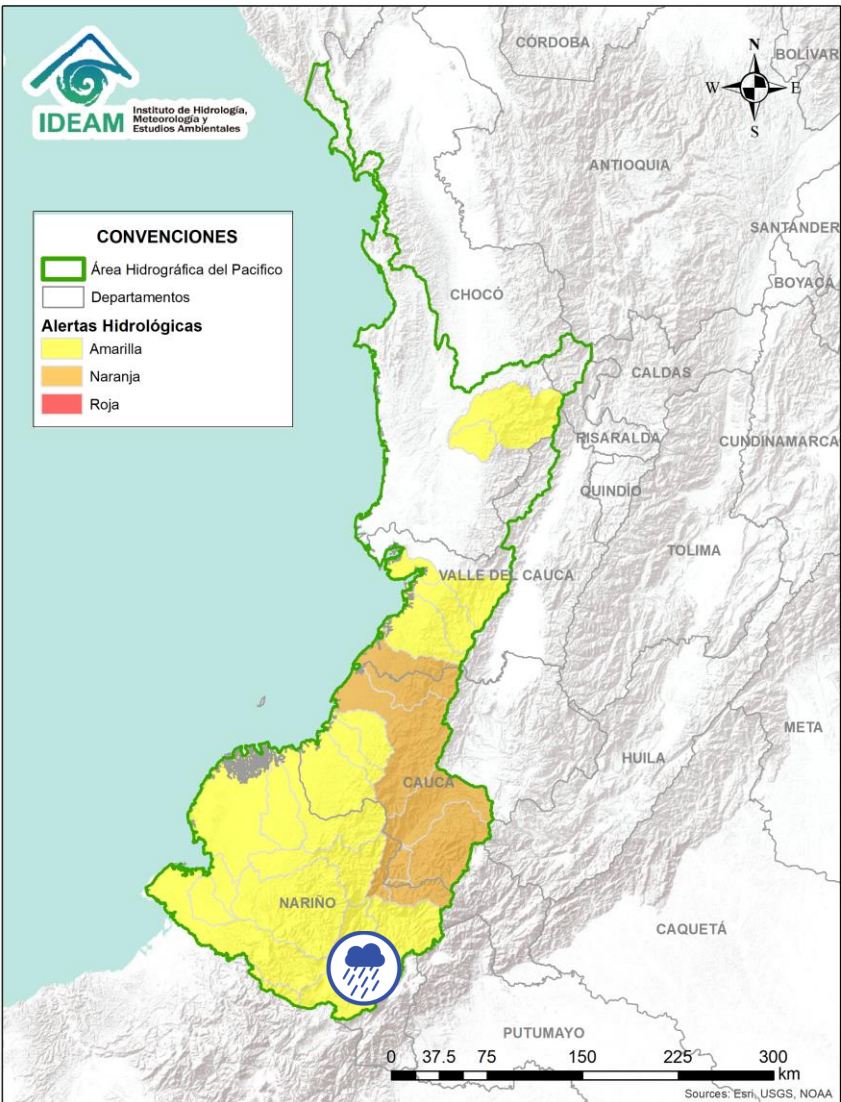 IDEAM
Instituto de Hidrología,
Meteorología y
Estudios Ambientales
N
W
E
S
CÓRDOBA
BOLÍVAR
ANTIOQUIA
SANTANDER
BOYACÁ
CHOCÓ
CALDAS
RISARALDA
CUNDINAMARCA
QUINDÍO
TOLIMA
VALLE DEL CAUCA
META
HUILA
CAUCA
NARIÑO
CAQUETÁ
PUTUMAYO
CONVENCIONES
Área Hidrográfica del Pacifico
Departamentos
Alertas Hidrológicas
Amarilla
Naranja
Roja
0 37.5 75 150 225 300
km
Sources: Esri, USGS, NOAA